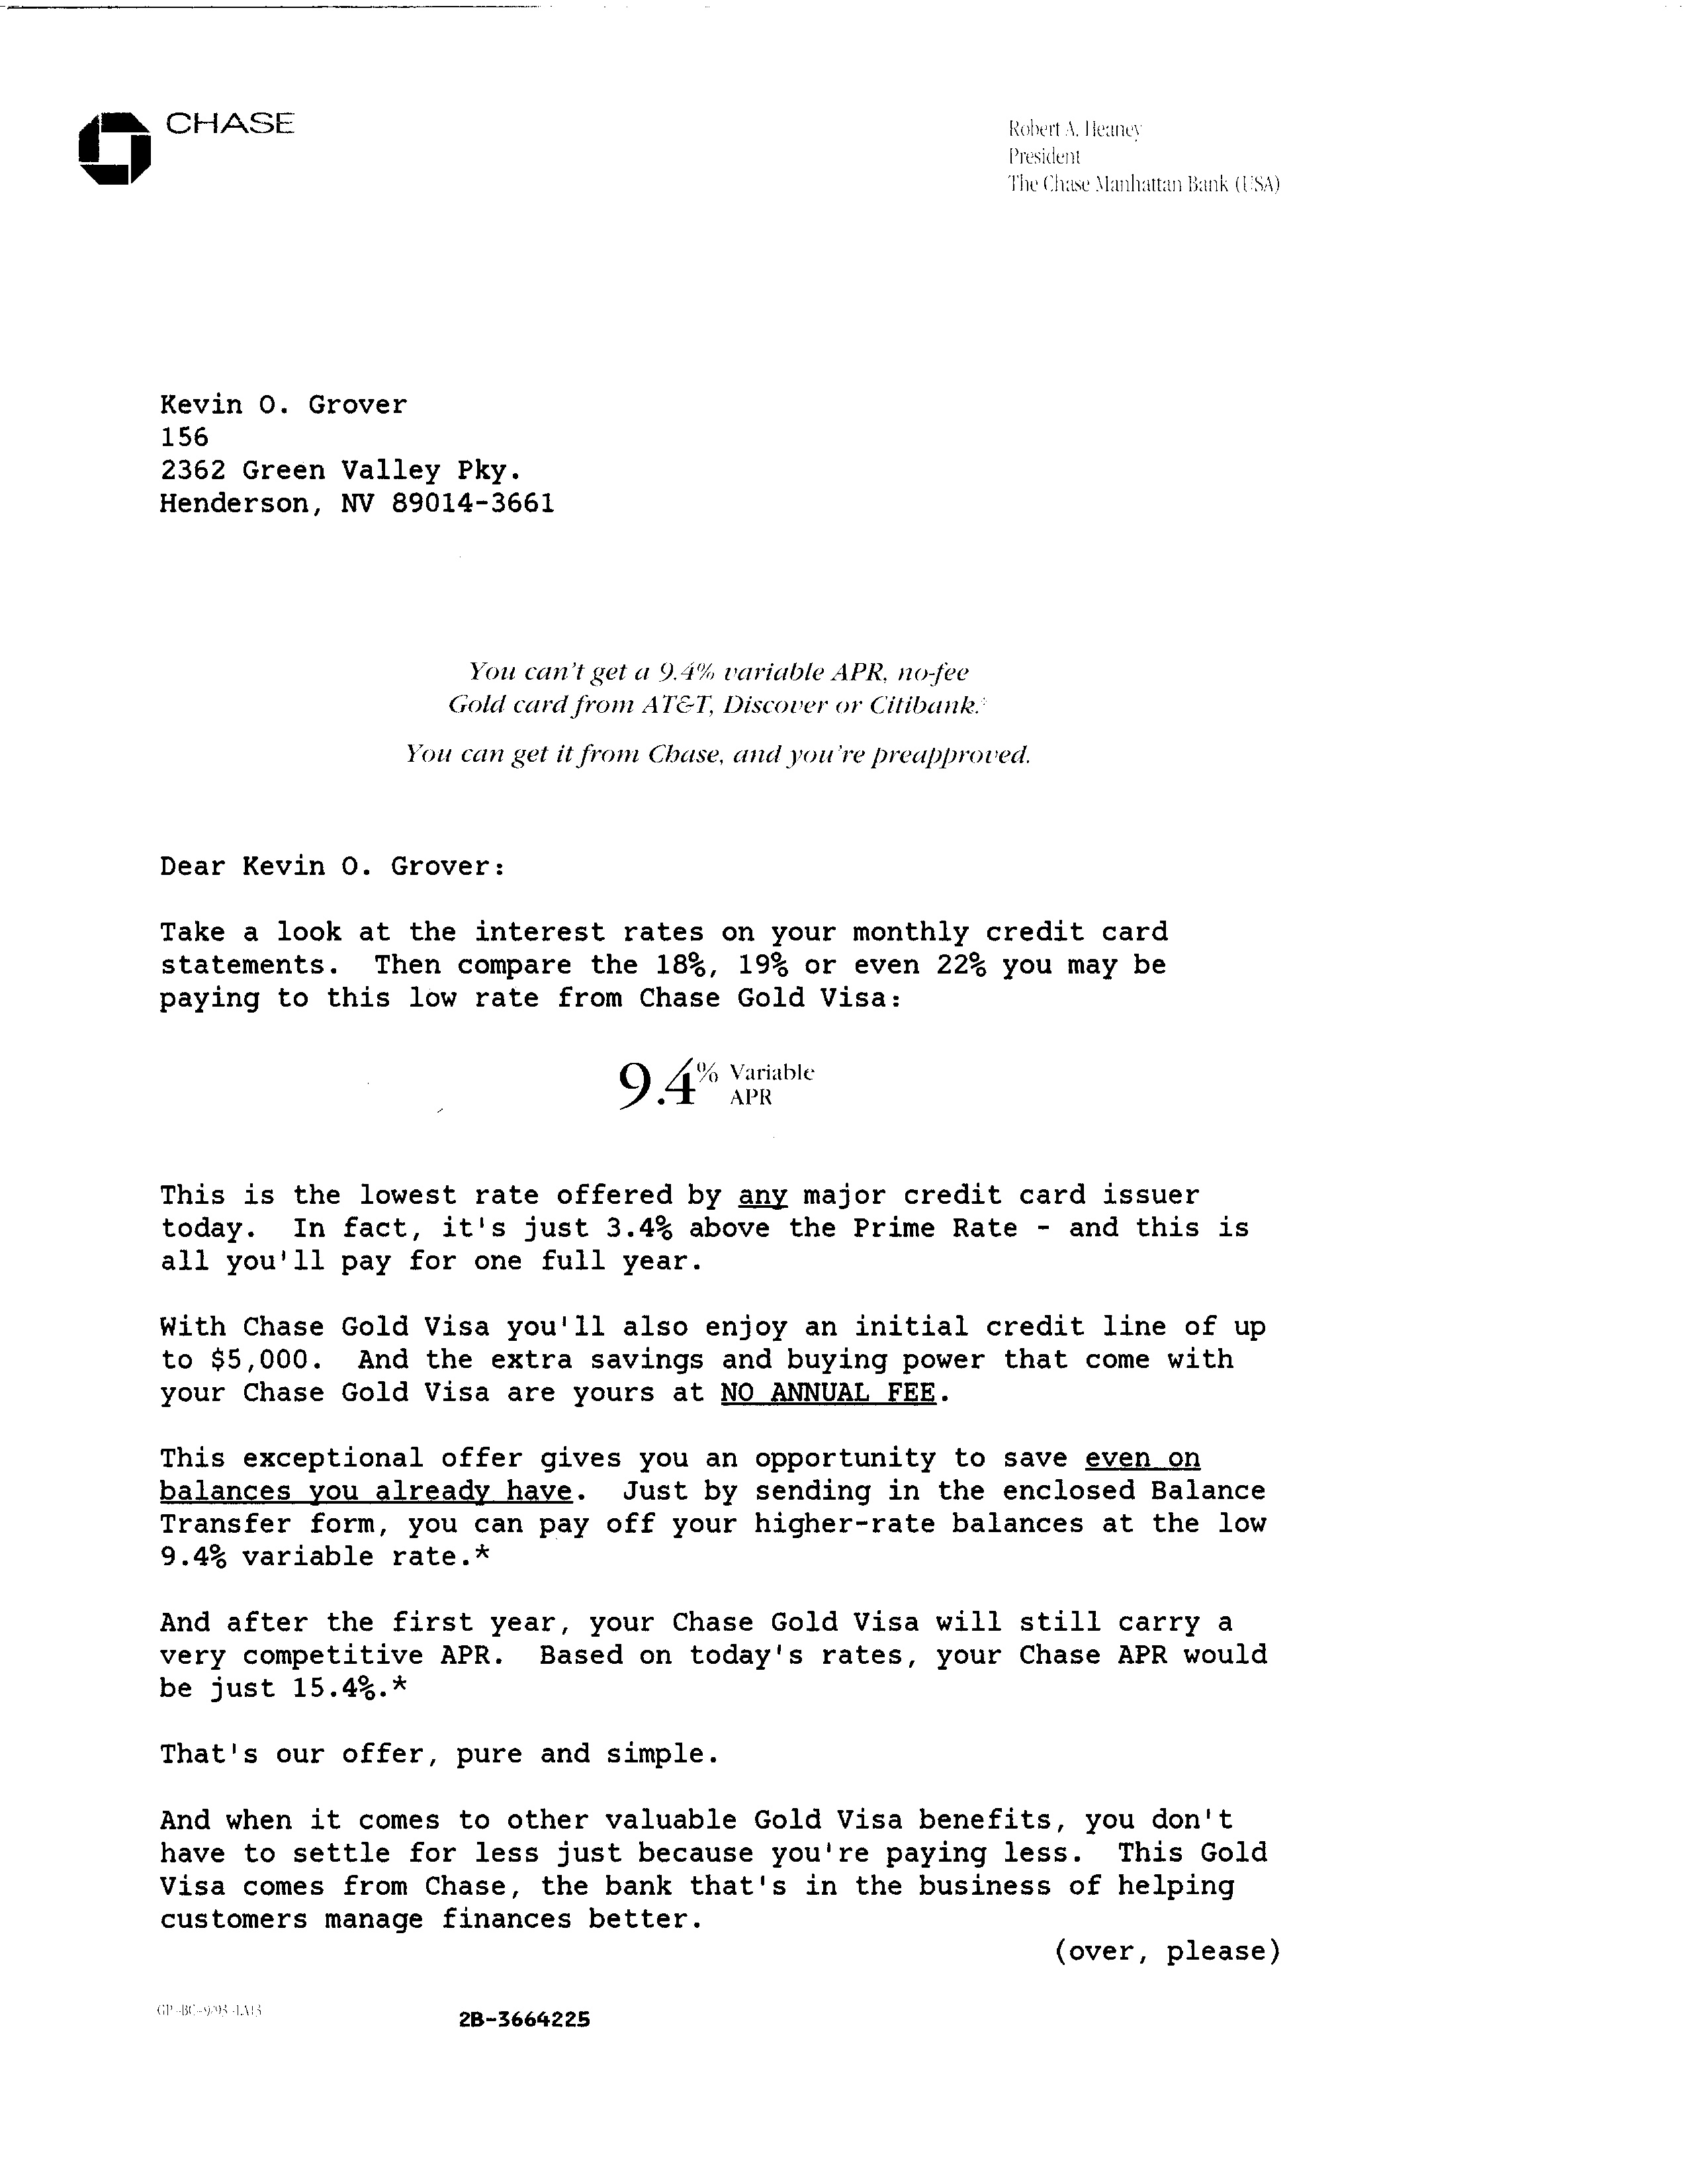 CHASE
Robert A. Heaney
President
The Chase Manhattan Bank (USA)
Kevin O. Grover
156
2362 Green Valley Pky.
Henderson, NV 89014-3661
You can't get a 9.4% variable APR, no-fee
Gold card from AT&T, Discover or Citibank.*
You can get it from Chase, and you're preapproved.
Dear Kevin O. Grover:
Take a look at the interest rates on your monthly credit card
statements.  Then compare the 18%, 19% or even 22% you may be
paying to this low rate from Chase Gold Visa:
9.4% Variable
APR
This is the lowest rate offered by any major credit card issuer
today.  In fact, it's just 3.4% above the Prime Rate - and this is
all you'll pay for one full year.
With Chase Gold Visa you'll also enjoy an initial credit line of up
to $5,000.  And the extra savings and buying power that come with
your Chase Gold Visa are yours at NO ANNUAL FEE.
This exceptional offer gives you an opportunity to save even on
balances you already have.  Just by sending in the enclosed Balance
Transfer form, you can pay off your higher-rate balances at the low
9.4% variable rate.*
And after the first year, your Chase Gold Visa will still carry a
very competitive APR.  Based on today's rates, your Chase APR would
be just 15.4%.*
That's our offer, pure and simple.
And when it comes to other valuable Gold Visa benefits, you don't
have to settle for less just because you're paying less.  This Gold
Visa comes from Chase, the bank that's in the business of helping
customers manage finances better.
(over, please)
2B-3664225